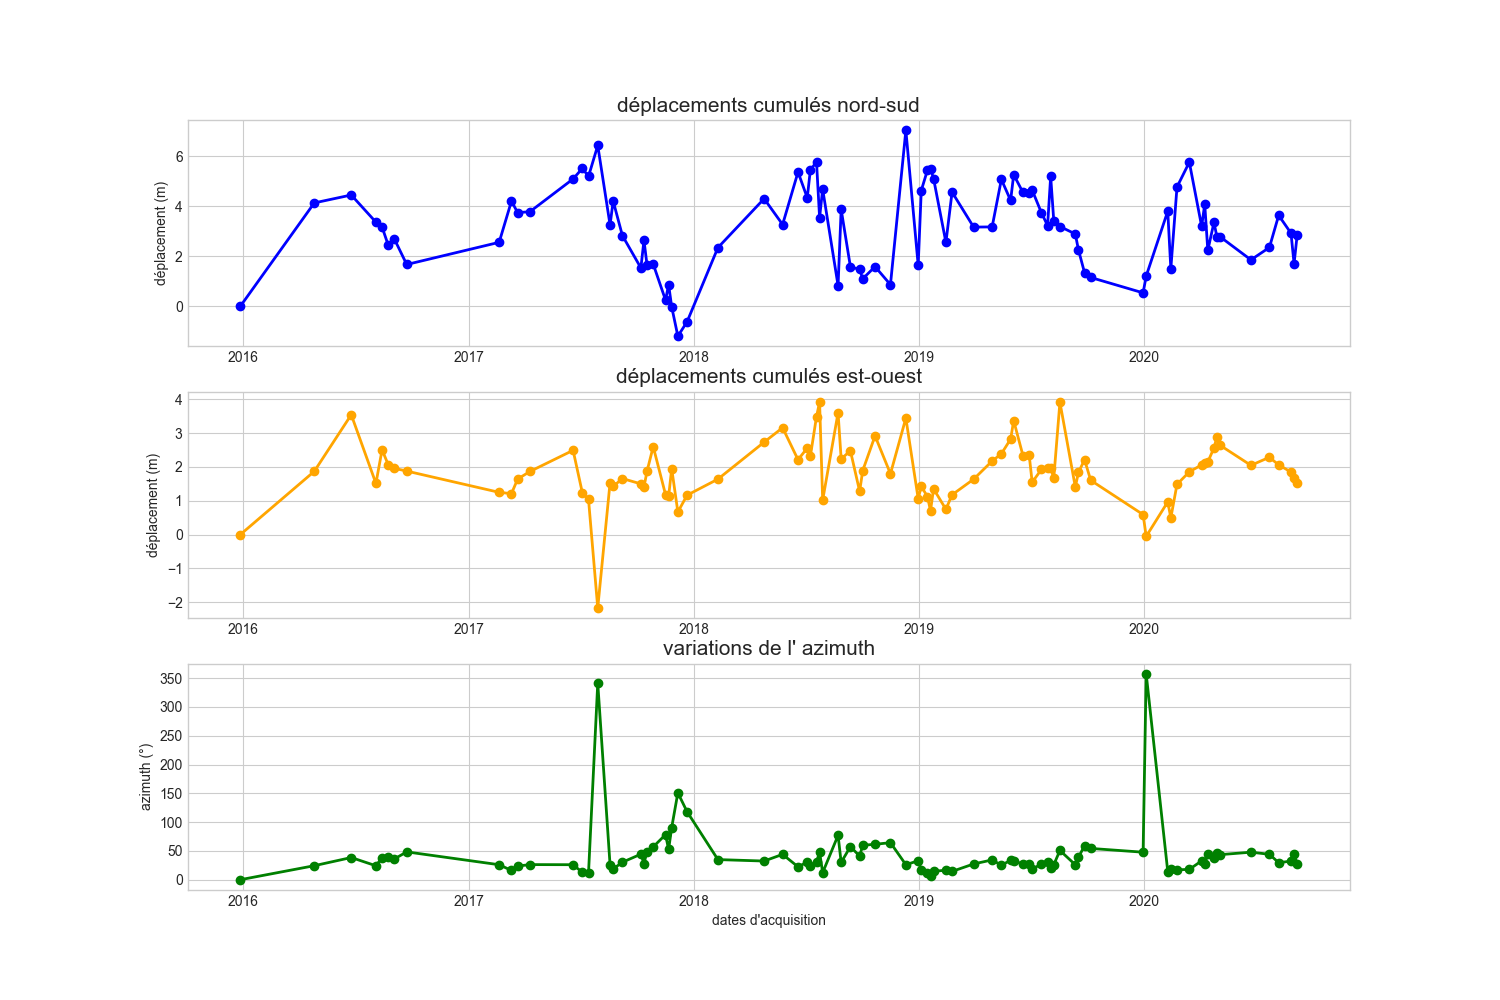 déplacements cumulés nord-sud
déplacement (m)
6
4
2
0
2016 2017 2018 2019 2020
déplacements cumulés est-ouest
déplacement (m)
4
3
2
1
0
−1
−2
2016 2017 2018 2019 2020
variations de l' azimuth
azimuth (°)
350
300
250
200
150
100
50
0
2016 2017 2018 2019 2020
dates d'acquisition